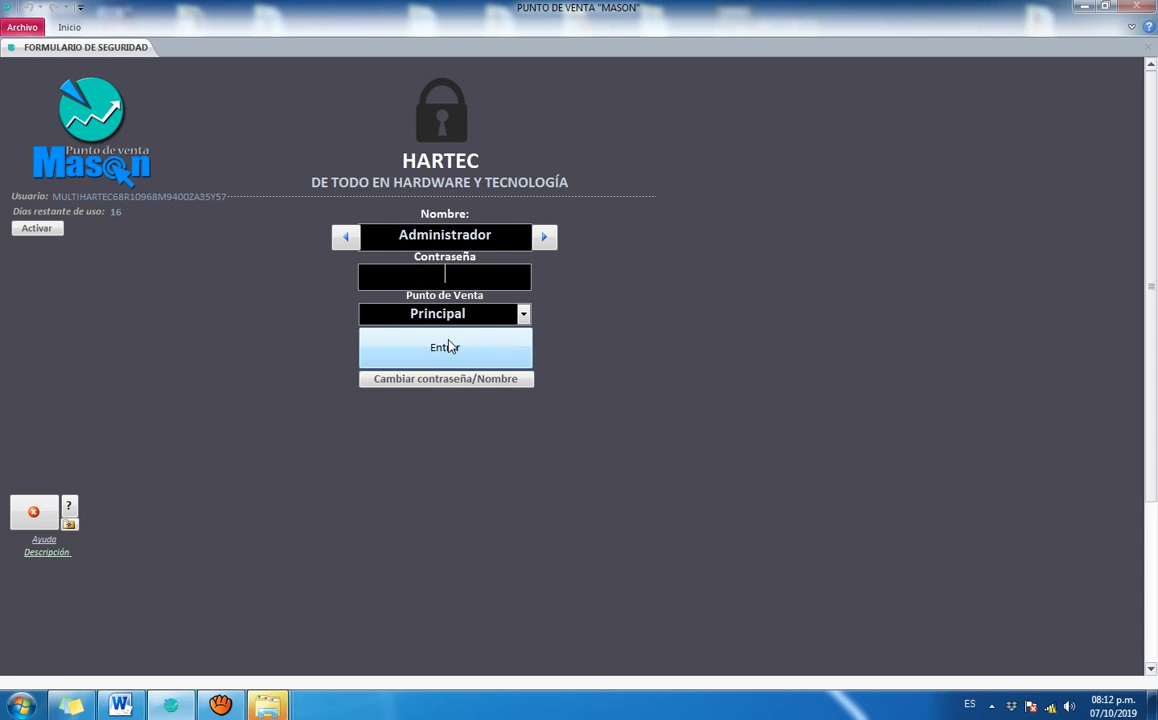 PUNTO DE VENTA "MASON"
Archivo
Inicio
FORMULARIO DE SEGURIDAD
Punto de venta
Mason
HARTEC
DE TODO EN HARDWARE Y TECNOLOGÍA
Usuario: MULTIHARTEC68R10968M9400ZA35Y57
Días restante de uso: 16
Activar
Nombre:
Administrador
Contraseña
Punto de Venta
Principal
Entrar
Cambiar contraseña/Nombre
?
Ayuda
Descripción
ES
08:12 p.m.
07/10/2019